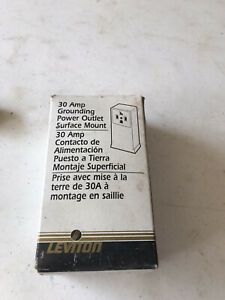 30 Amp
Grounding
Power Outlet
Surface Mount
30 Amp
Contacto de
Alimentación
Puesto a Tierra
Montaje Superficial
Prise avec mise à la
terre de 30A à
montage en saillie
LEVITON